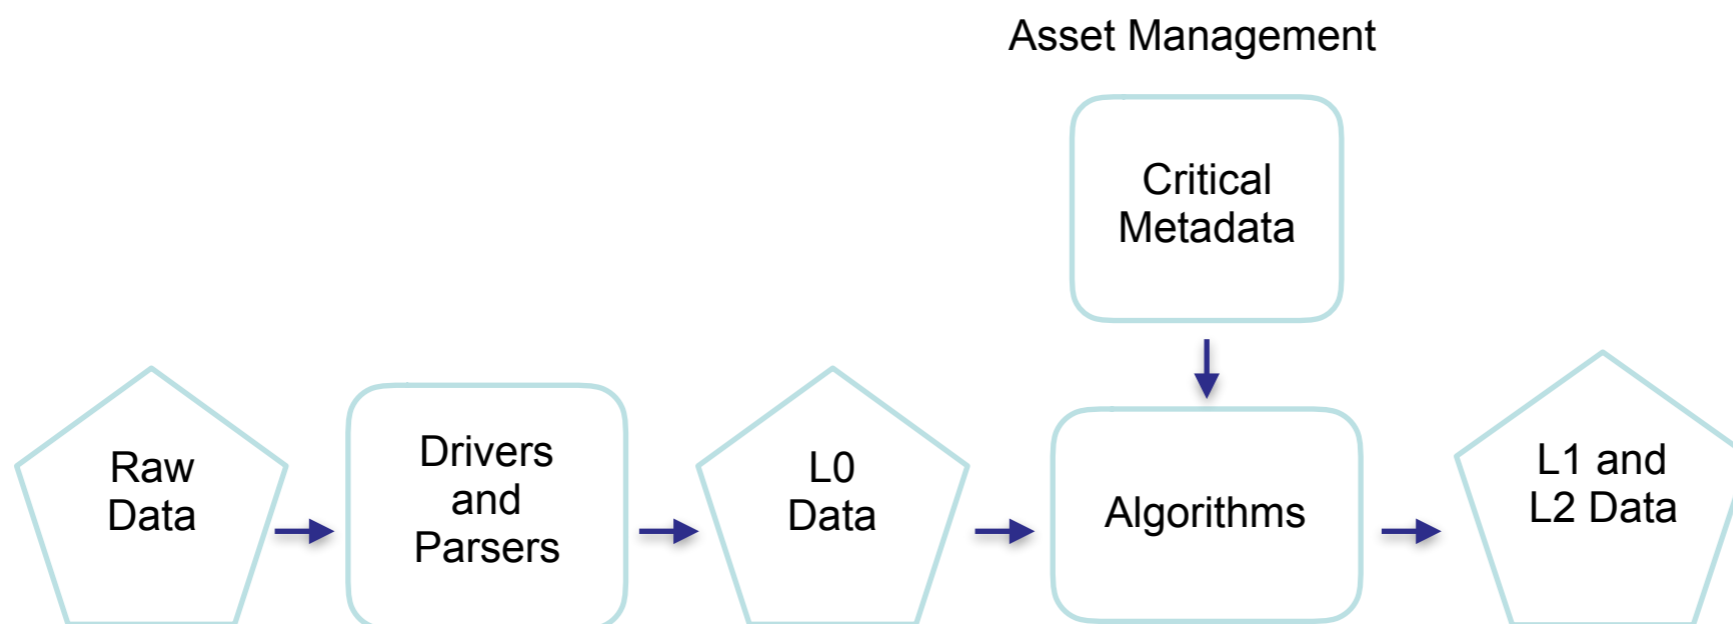 Asset Management
Critical
Metadata
Raw
Data
Drivers
and
Parsers
L0
Data
Algorithms
L1 and
L2 Data